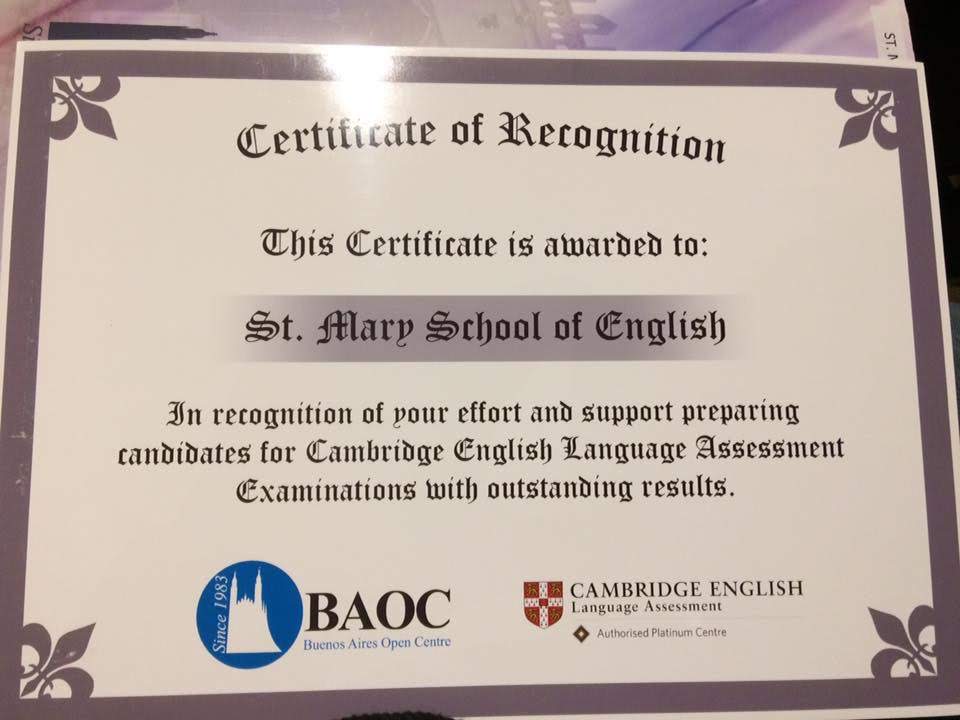 ST.
Certificate of Recognition
This Certificate is awarded to:
St. Mary School of English
In recognition of your effort and support preparing
candidates for Cambridge English Language Assessment
Examinations with outstanding results.
Since 1983
BAOC
Buenos Aires Open Centre
CAMBRIDGE ENGLISH
Language Assessment
Authorised Platinum Centre